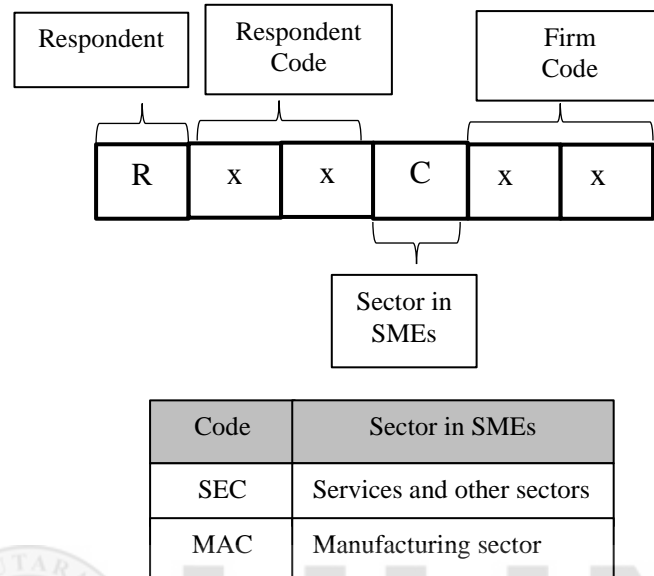 Respondent
Respondent
Code
Firm
Code
R x x C x x
Sector in
SMEs
Code Sector in SMEs
SEC Services and other sectors
MAC Manufacturing sector
UTARA